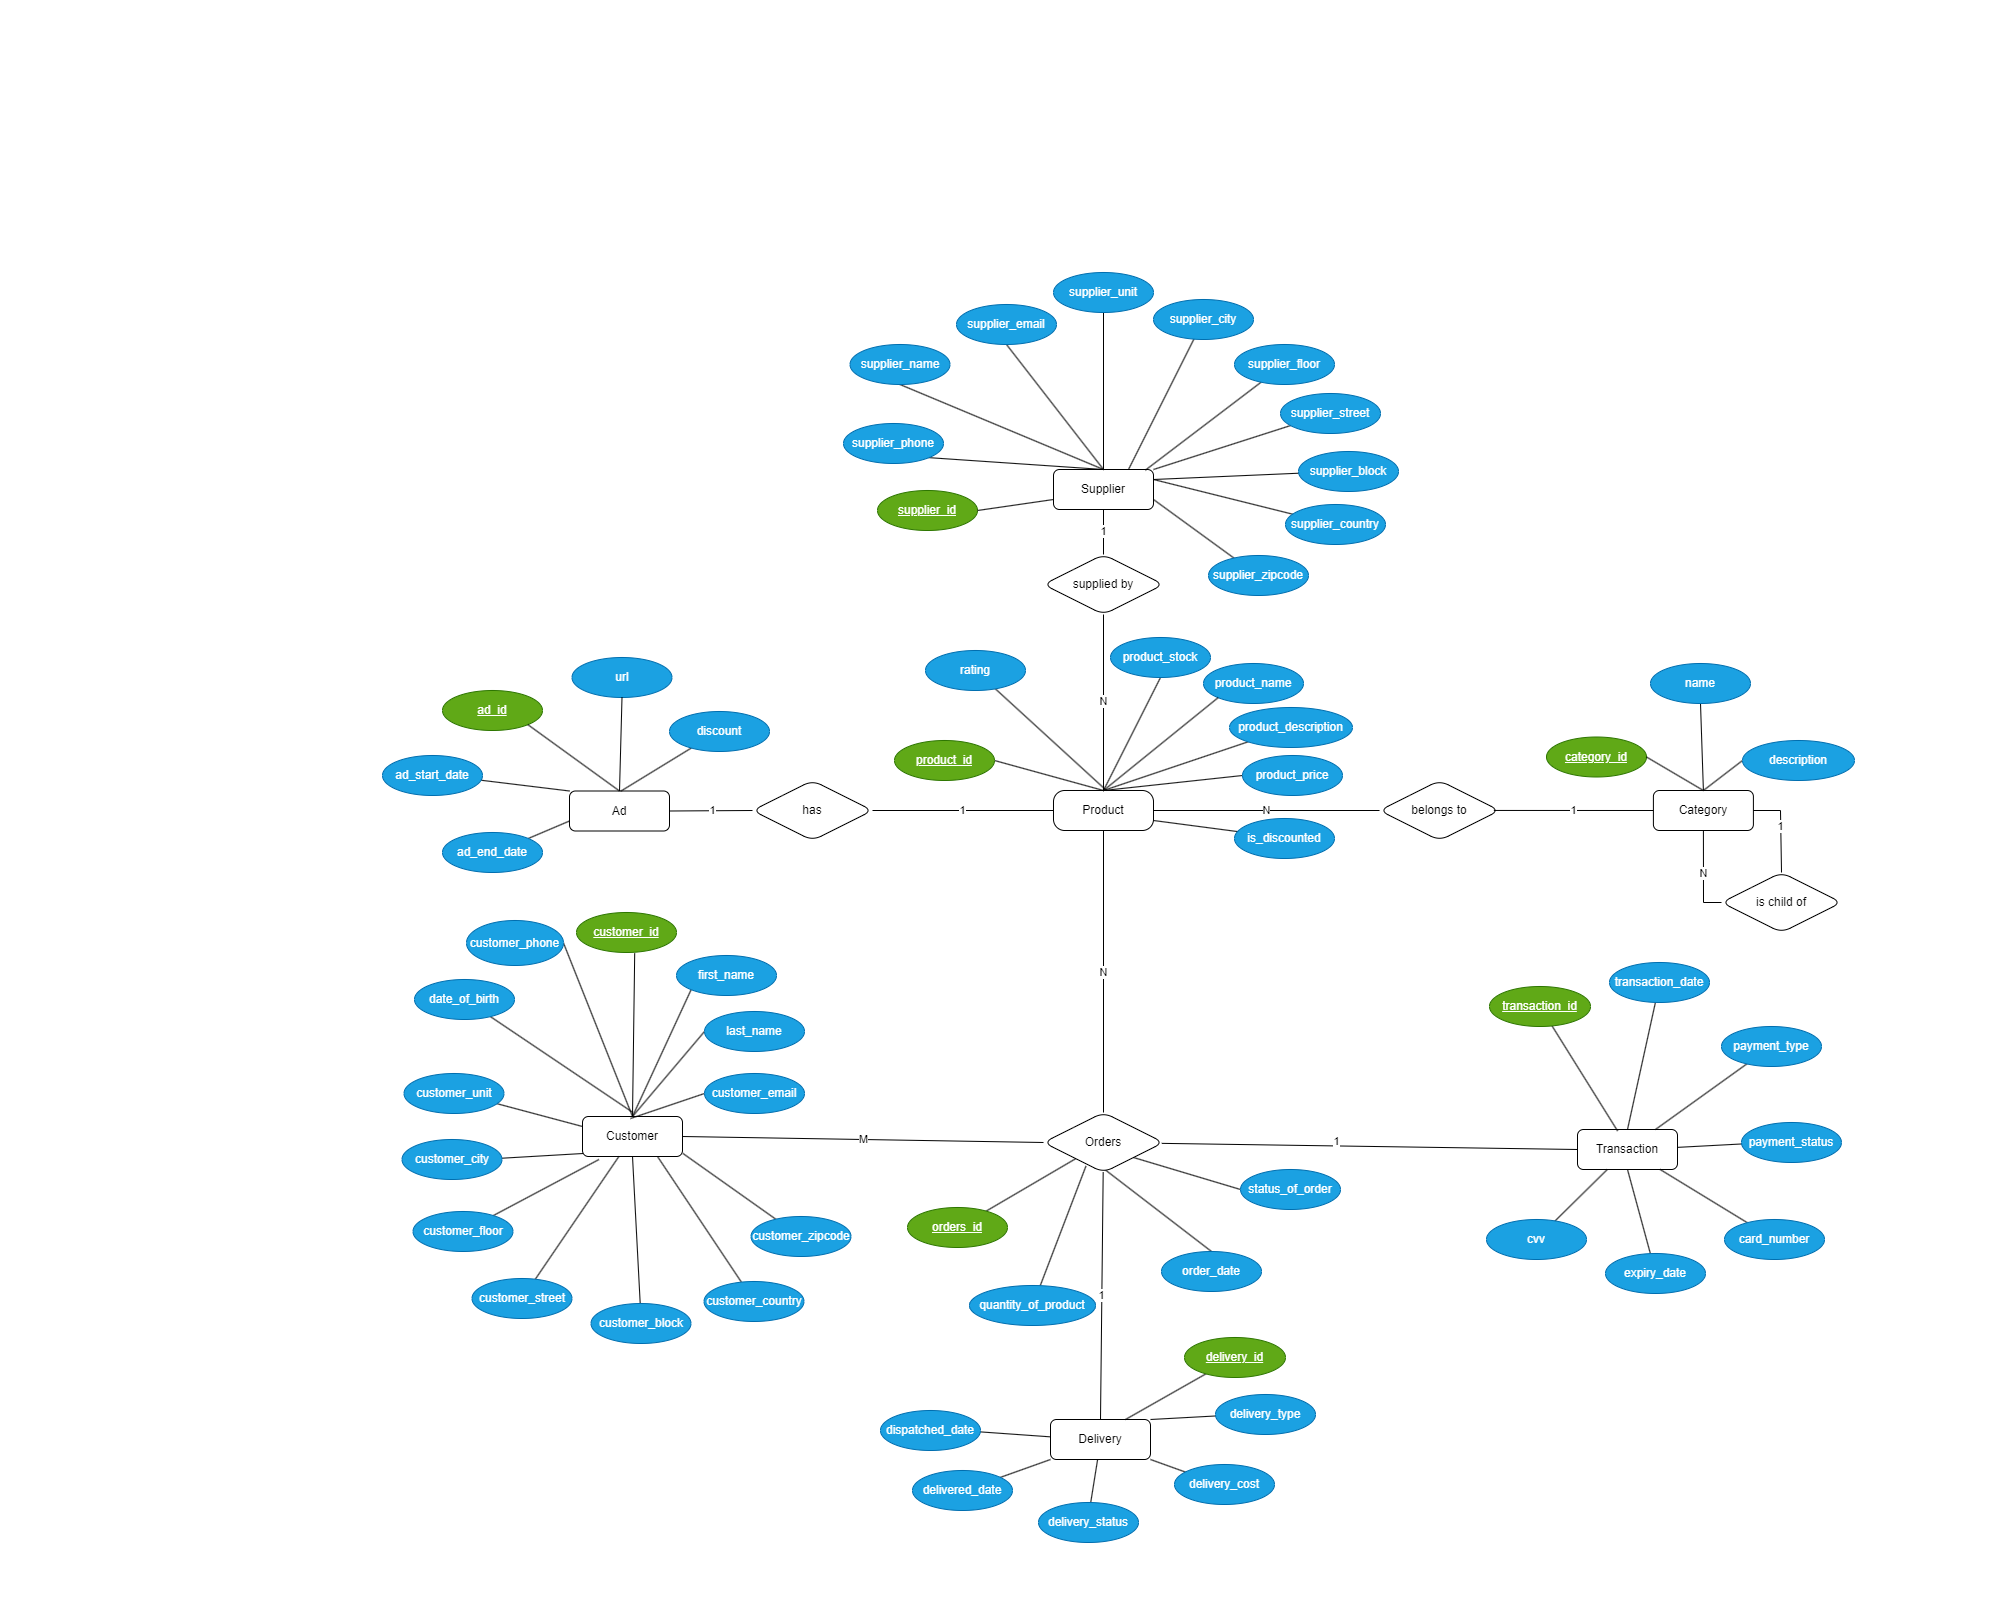 supplier_unit
supplier_city
supplier_email
supplier_name
supplier_floor
supplier_street
supplier_phone
supplier_block
Supplier
supplier_id
supplier_country
1
supplier_zipcode
supplied by
product_stock
rating
url
product_name
name
N
ad_id
discount
product_description
category_id
description
product_id
ad_start_date
product_price
Ad
1
has
1
Product
N
belongs to
1
Category
1
is_discounted
ad_end_date
N
is child of
customer_id
customer_phone
first_name
N
transaction_date
date_of_birth
transaction_id
last_name
payment_type
customer_unit
customer_email
Customer
M
Orders
1
Transaction
payment_status
customer_city
status_of_order
customer_floor
orders_id
customer_zipcode
cvv
card_number
order_date
expiry_date
customer_street
customer_country
quantity_of_product
1
customer_block
delivery_id
delivery_type
dispatched_date
Delivery
delivery_cost
delivered_date
delivery_status